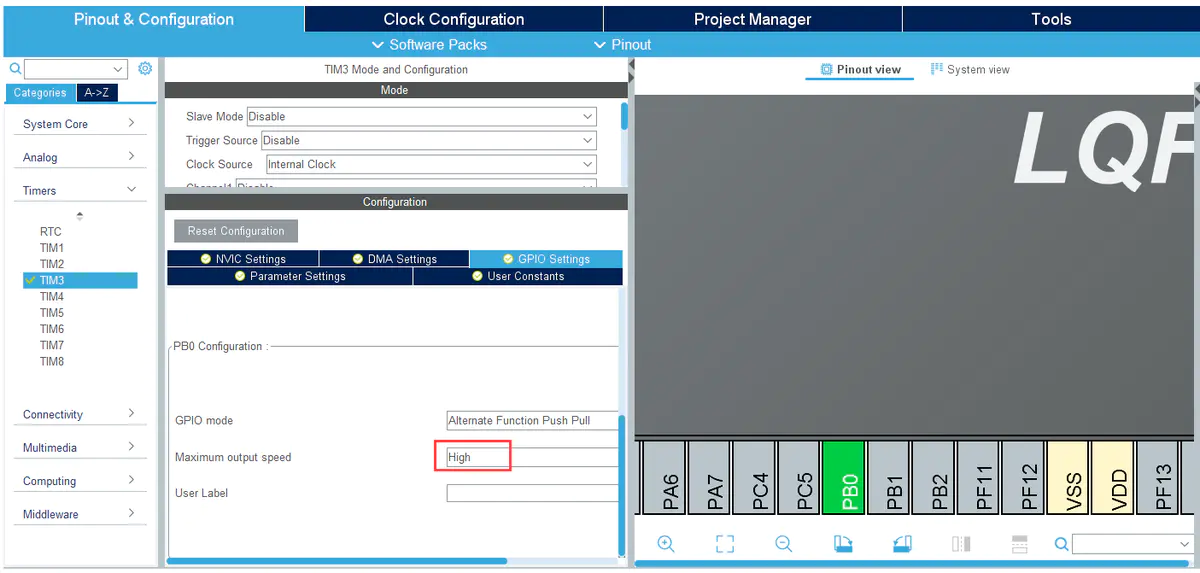 Pinout & Configuration
Clock Configuration
Project Manager
Tools
Software Packs
Pinout
Categories
A->Z
System Core
Analog
Timers
RTC
TIM1
TIM2
TIM3
TIM4
TIM5
TIM6
TIM7
TIM8
Connectivity
Multimedia
Computing
Middleware
TIM3 Mode and Configuration
Mode
Slave Mode Disable
Trigger Source Disable
Clock Source Internal Clock
Channel1 Disable
Configuration
Reset Configuration
NVIC Settings
DMA Settings
GPIO Settings
Parameter Settings
User Constants
PB0 Configuration :
GPIO mode
Alternate Function Push Pull
Maximum output speed
High
User Label
Pinout view
System view
LQF
PA6
PA7
PC4
PC5
PB0
PB1
PB2
PF11
PF12
VSS
VDD
PF13